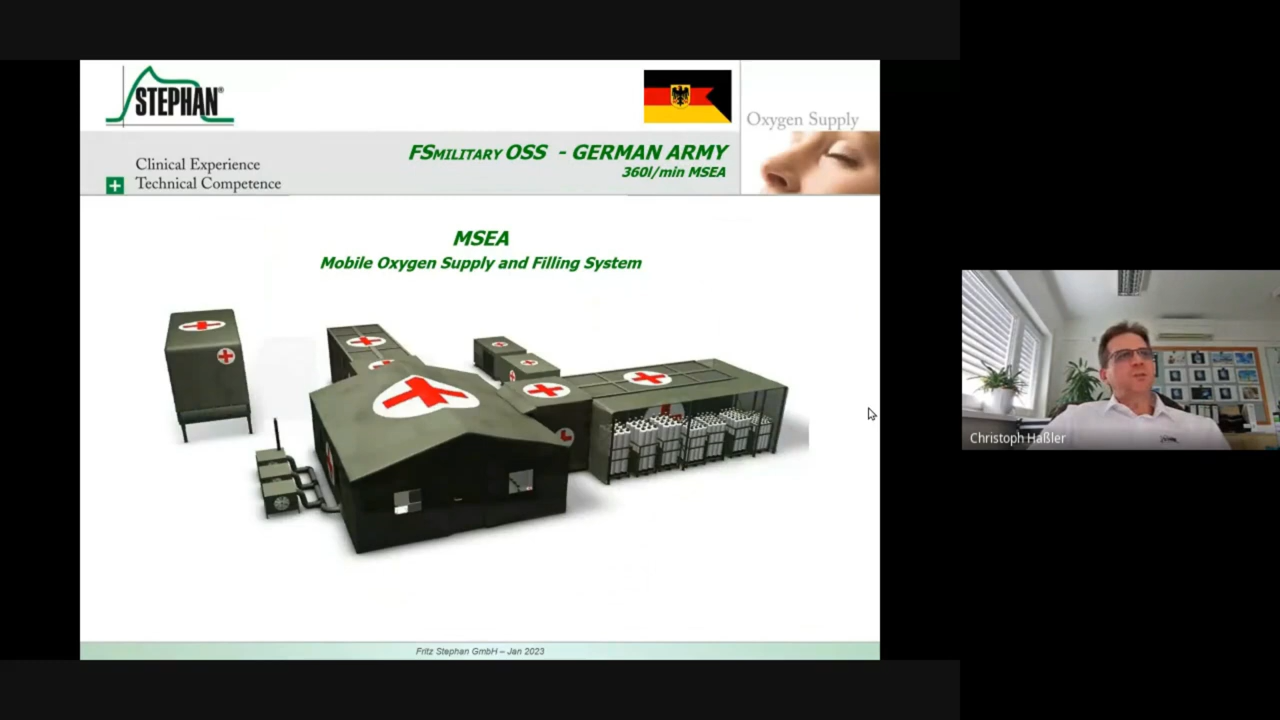 STEPHAN®
Oxygen Supply
Clinical Experience
Technical Competence
FSMILITARY OSS - GERMAN ARMY
360l/min MSEA
MSEA
Mobile Oxygen Supply and Filling System
Christoph Haßler
Fritz Stephan GmbH – Jan 2023